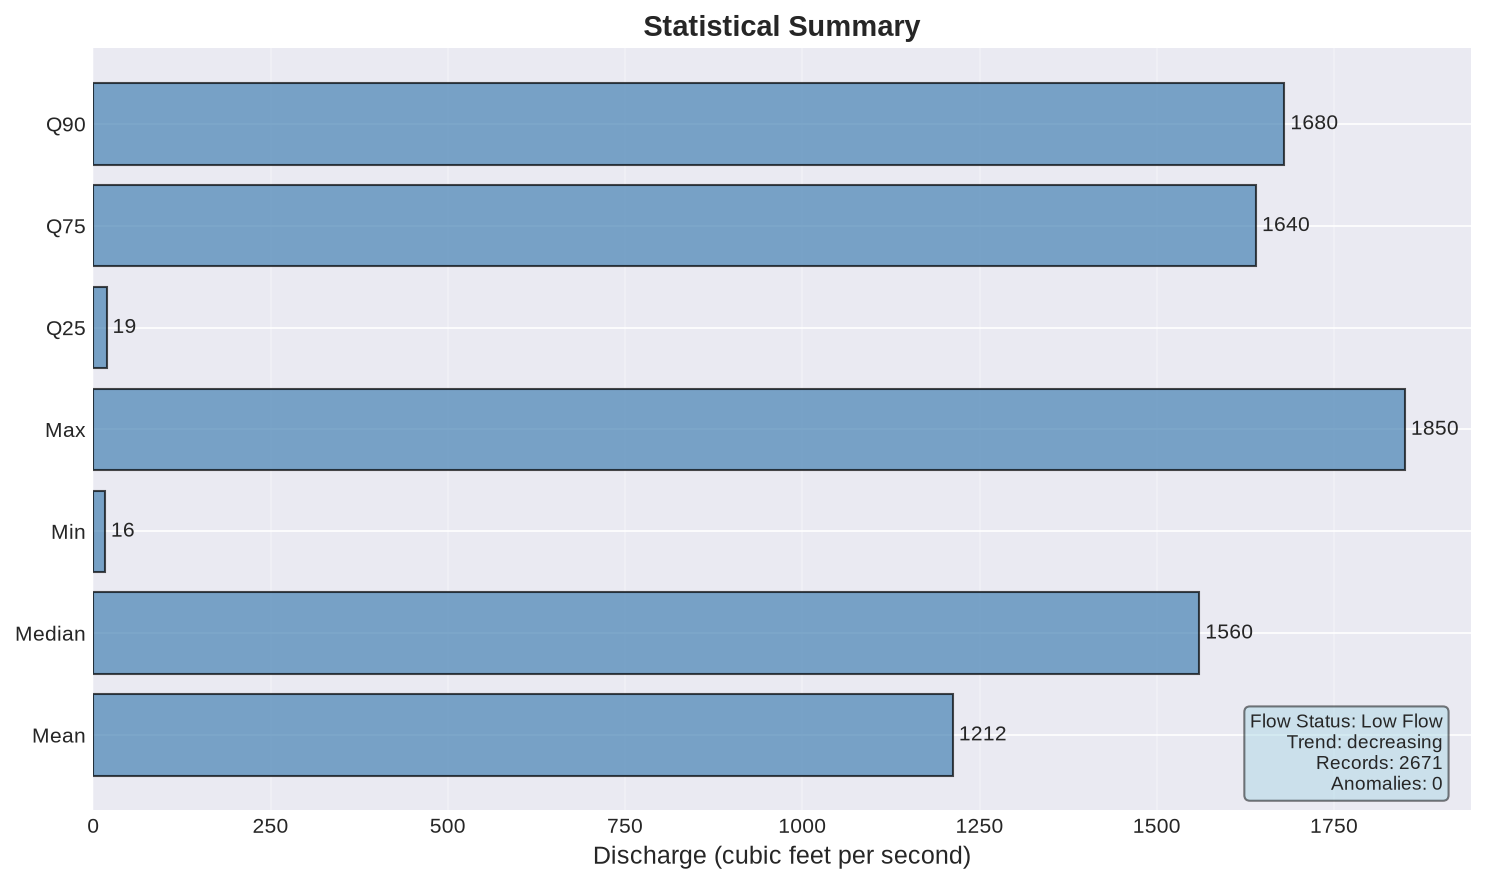 Statistical Summary
Q90
1680
Q75
1640
Q25
19
Max
1850
Min
16
Median
1560
Mean
1212
Flow Status: Low Flow
Trend: decreasing
Records: 2671
Anomalies: 0
0 250 500 750 1000 1250 1500 1750
Discharge (cubic feet per second)